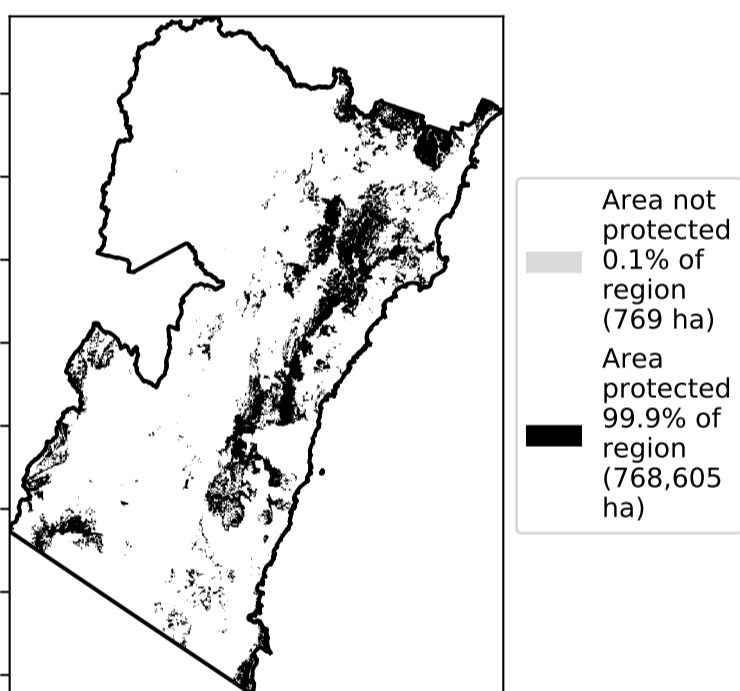 Area not
protected
0.1% of
region
(769 ha)
Area
protected
99.9% of
region
(768,605
ha)